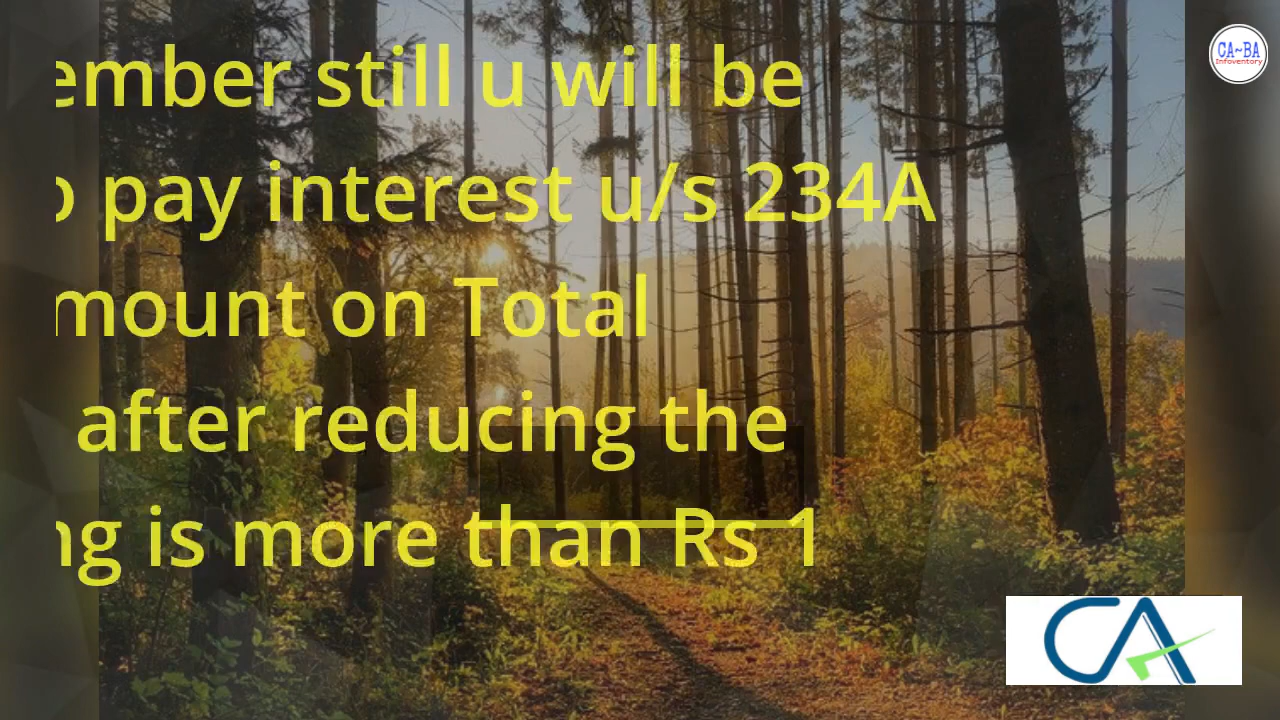 ember still u will be
pay interest u/s 234A
mount on Total
after reducing the
ng is more than Rs 1
CA~BA
Infoventory
CA